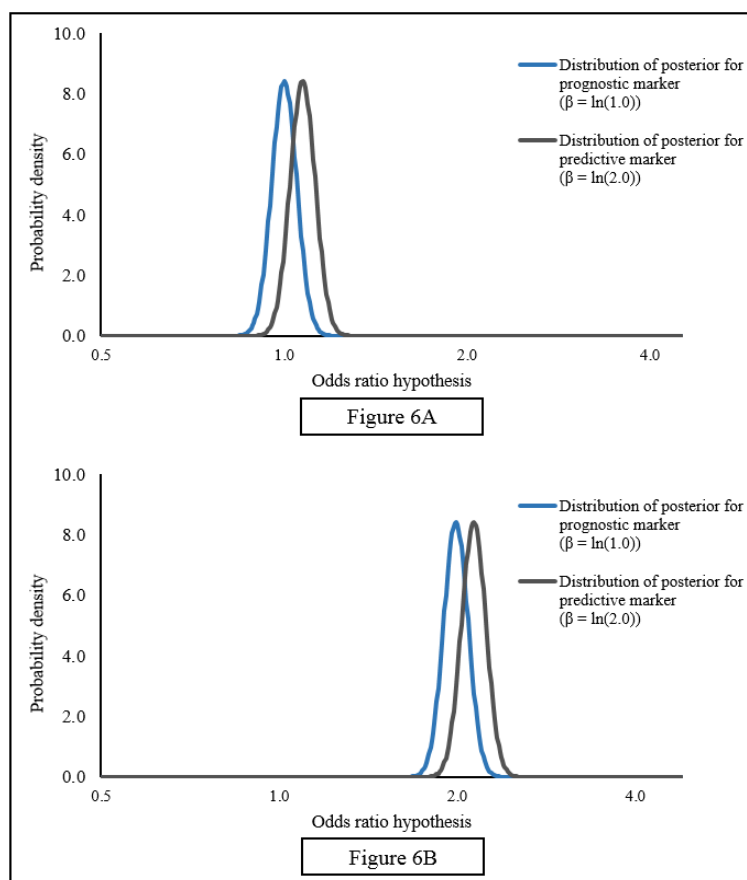 10.0
8.0
6.0
4.0
2.0
0.0
Probability density
0.5
1.0
2.0
4.0
Odds ratio hypothesis
Distribution of posterior for
prognostic marker
(β = ln(1.0))
Distribution of posterior for
predictive marker
(β = ln(2.0))
Figure 6A
10.0
8.0
6.0
4.0
2.0
0.0
Probability density
0.5
1.0
2.0
4.0
Odds ratio hypothesis
Distribution of posterior for
prognostic marker
(β = ln(1.0))
Distribution of posterior for
predictive marker
(β = ln(2.0))
Figure 6B